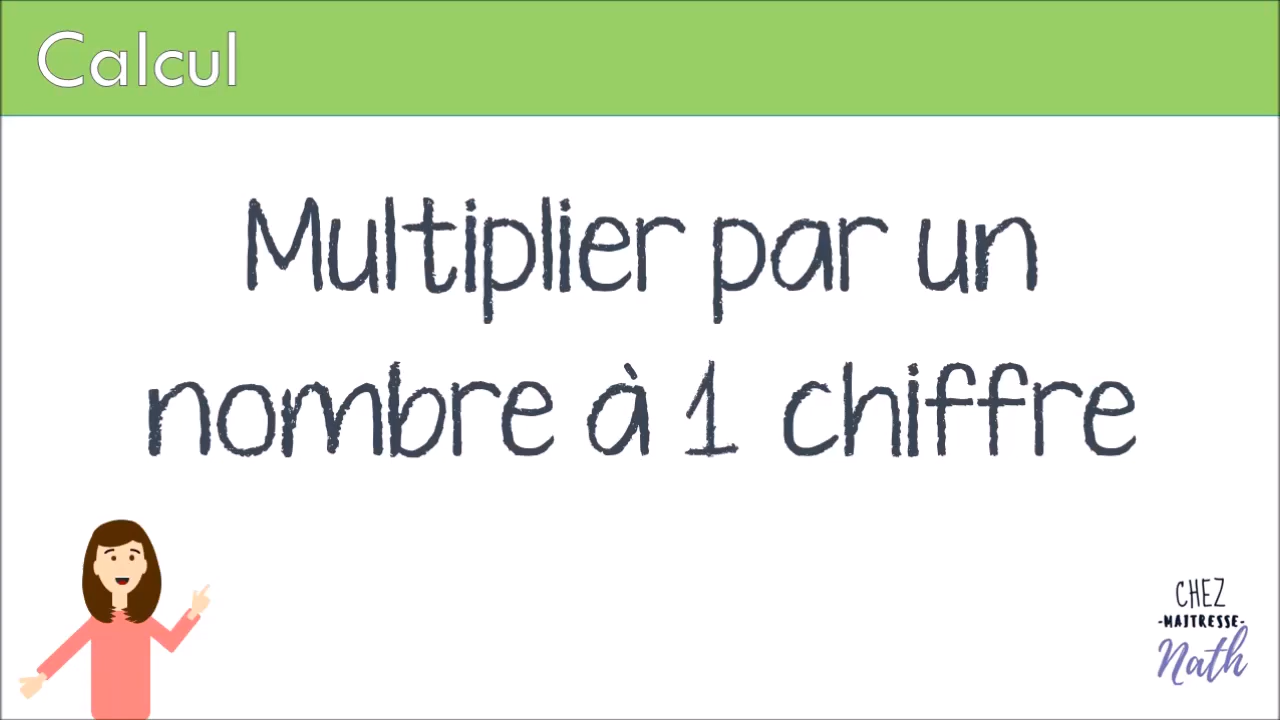 Calcul
Multiplier par un
nombre à 1 chiffre
CHEZ
-MAITRESSE-
Nath